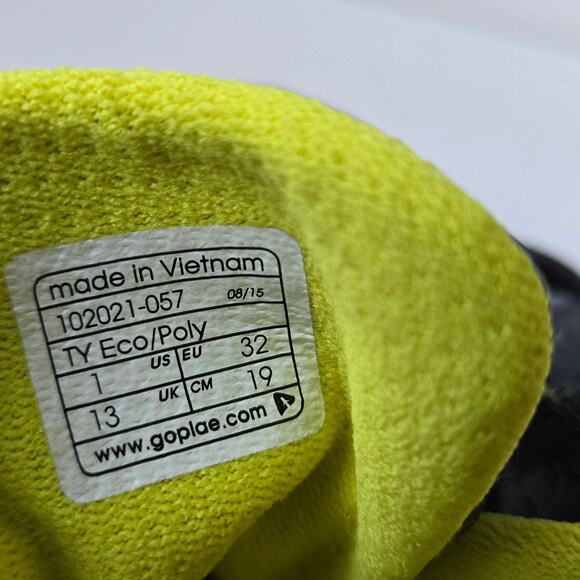 made in Vietnam
102021-057 08/15
TY Eco/Poly
1 US EU 32
13 UK CM 19
www.goplae.com